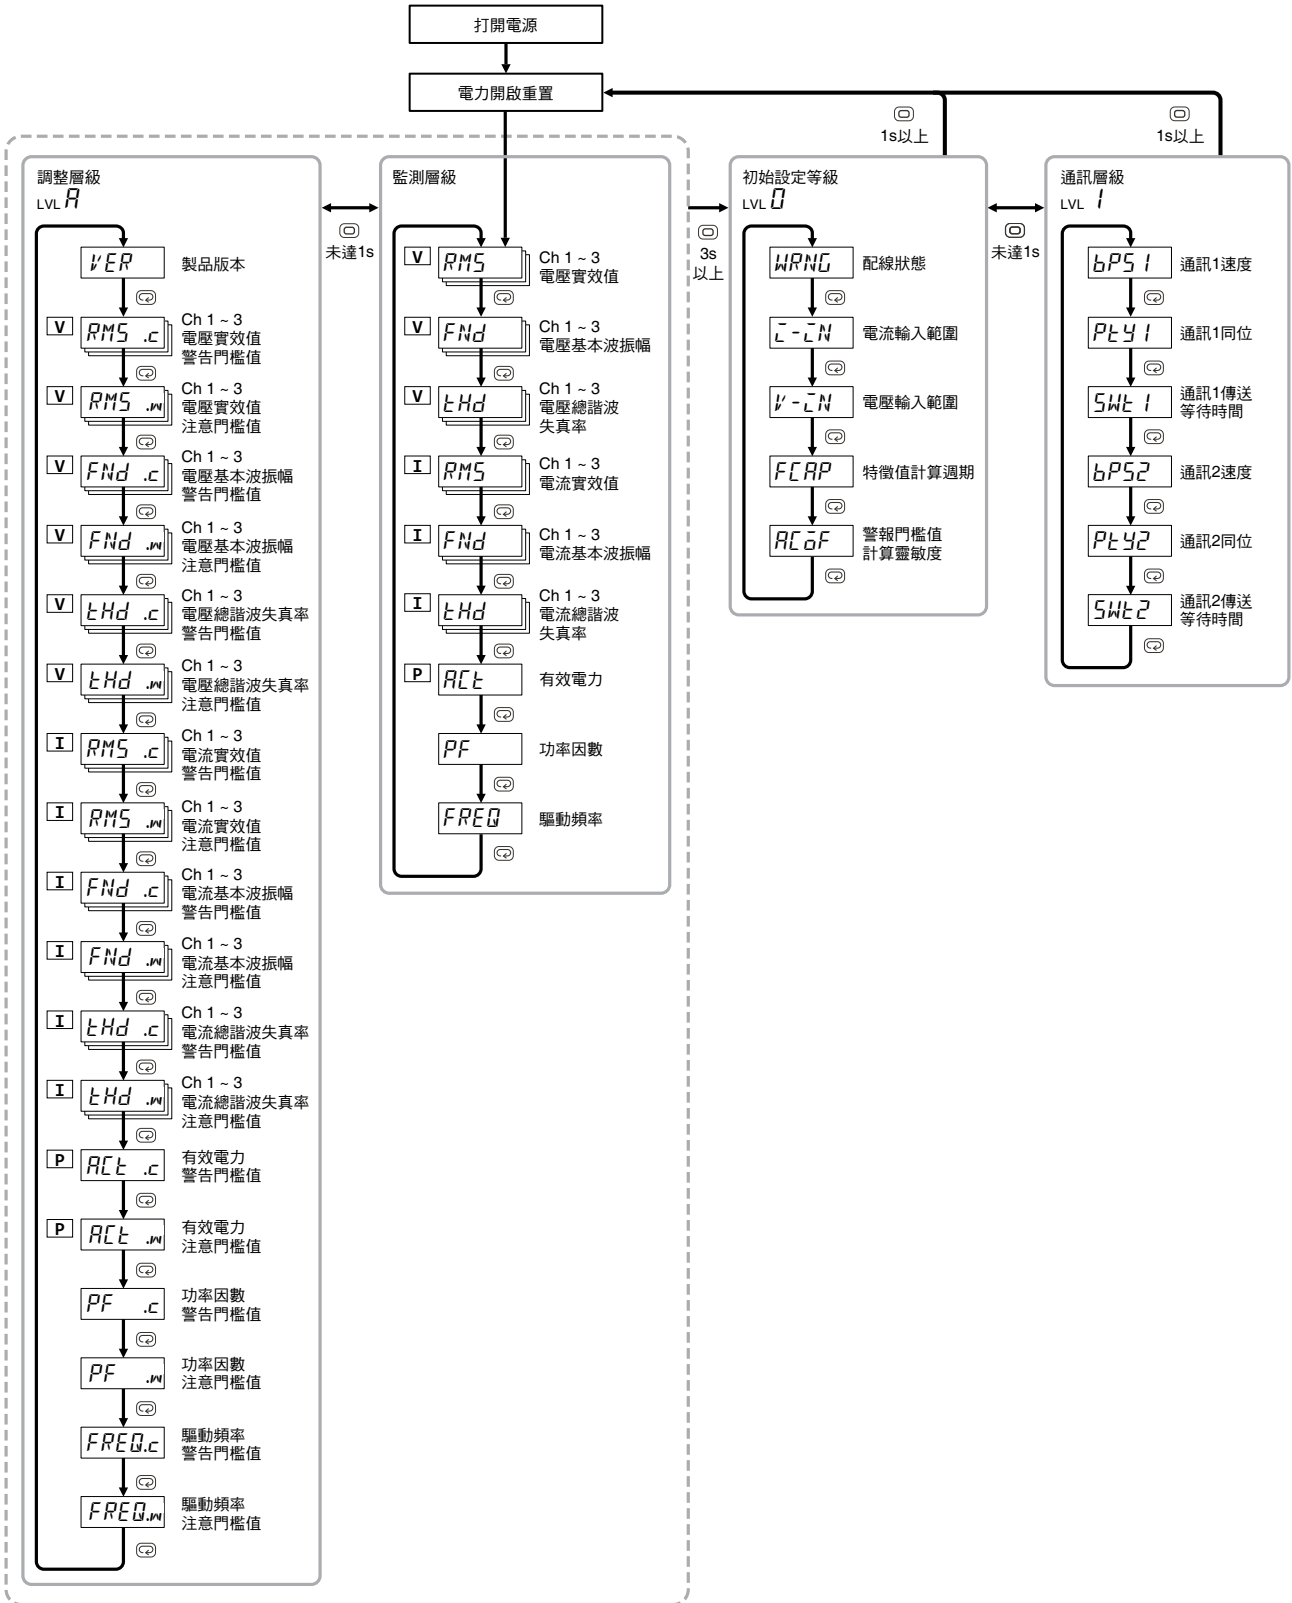 打開電源
電力開啟重置
1s以上
1s以上
調整層級
LVL A
VER
製品版本
V
RMS .c
Ch 1 ~ 3
電壓實效值
警告門檻值
V
RMS .w
Ch 1 ~ 3
電壓實效值
注意門檻值
V
FNd .c
Ch 1 ~ 3
電壓基本波振幅
警告門檻值
V
FNd .w
Ch 1 ~ 3
電壓基本波振幅
注意門檻值
V
tHd .c
Ch 1 ~ 3
電壓總諧波失真率
警告門檻值
V
tHd .w
Ch 1 ~ 3
電壓總諧波失真率
注意門檻值
I
RMS .c
Ch 1 ~ 3
電流實效值
警告門檻值
I
RMS .w
Ch 1 ~ 3
電流實效值
注意門檻值
I
FNd .c
Ch 1 ~ 3
電流基本波振幅
警告門檻值
I
FNd .w
Ch 1 ~ 3
電流基本波振幅
注意門檻值
I
tHd .c
Ch 1 ~ 3
電流總諧波失真率
警告門檻值
I
tHd .w
Ch 1 ~ 3
電流總諧波失真率
注意門檻值
P
ACt .c
有效電力
警告門檻值
P
ACt .w
有效電力
注意門檻值
PF .c
功率因數
警告門檻值
PF .w
功率因數
注意門檻值
FREQ.c
驅動頻率
警告門檻值
FREQ.w
驅動頻率
注意門檻值
未達1s
監測層級
V
RMS
Ch 1 ~ 3
電壓實效值
V
FNd
Ch 1 ~ 3
電壓基本波振幅
V
tHd
Ch 1 ~ 3
電壓總諧波
失真率
I
RMS
Ch 1 ~ 3
電流實效值
I
FNd
Ch 1 ~ 3
電流基本波振幅
I
tHd
Ch 1 ~ 3
電流總諧波
失真率
P
ACt
有效電力
PF
功率因數
FREQ
驅動頻率
3s
以上
初始設定等級
LVL 0
WRNG
配線狀態
i-iN
電流輸入範圍
V-iN
電壓輸入範圍
FCAP
特徵值計算週期
ACoF
警報門檻值
計算靈敏度
未達1s
通訊層級
LVL 1
bPS1
通訊1速度
PtY1
通訊1同位
SWt1
通訊1傳送
等待時間
bPS2
通訊2速度
PtY2
通訊2同位
SWt2
通訊2傳送
等待時間